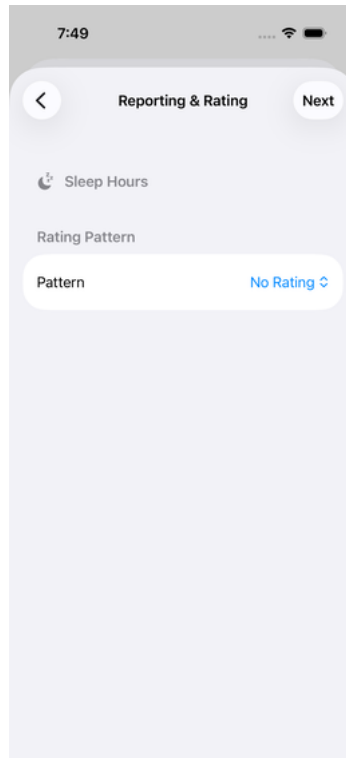 7:49
Reporting & Rating
Next
Sleep Hours
Rating Pattern
Pattern
No Rating